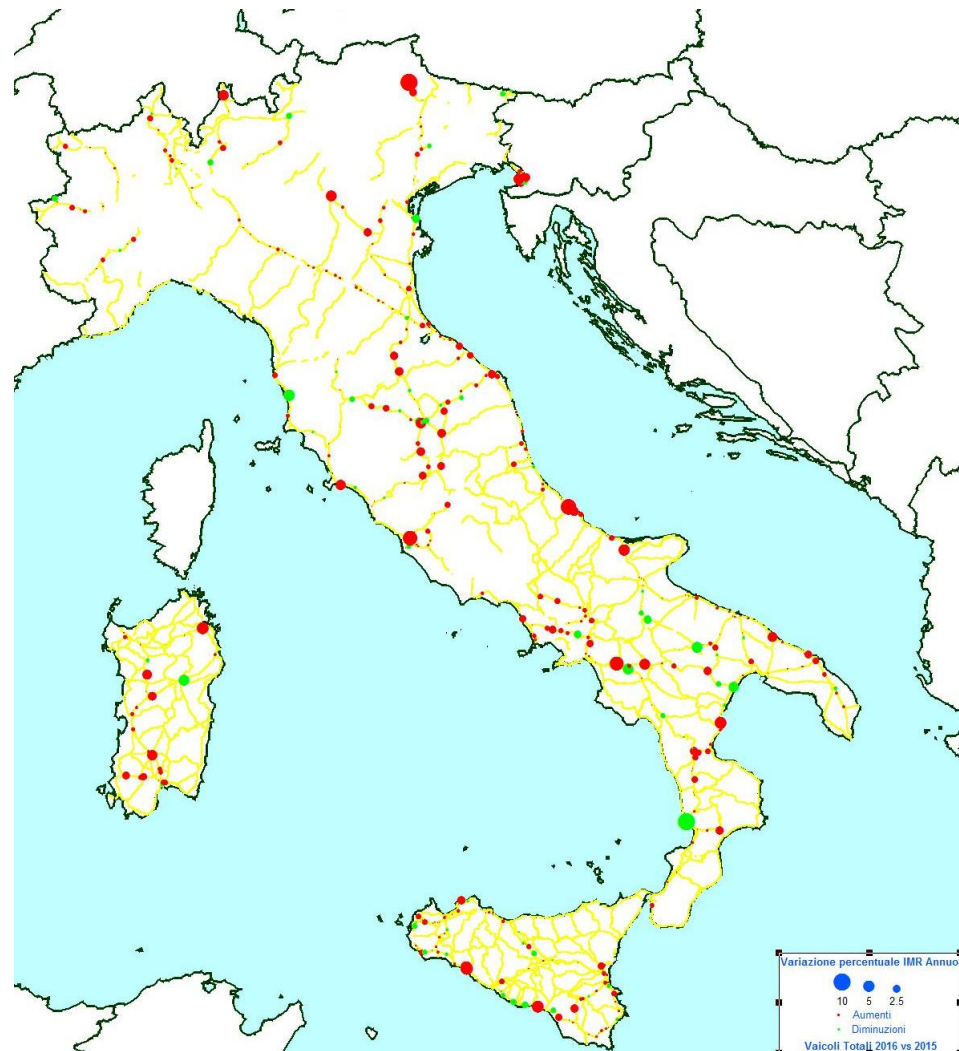 Variazione percentuale IMR Annuo
10 5 2.5
Aumenti
Diminuzioni
Vaicoli Totali 2016 vs 2015